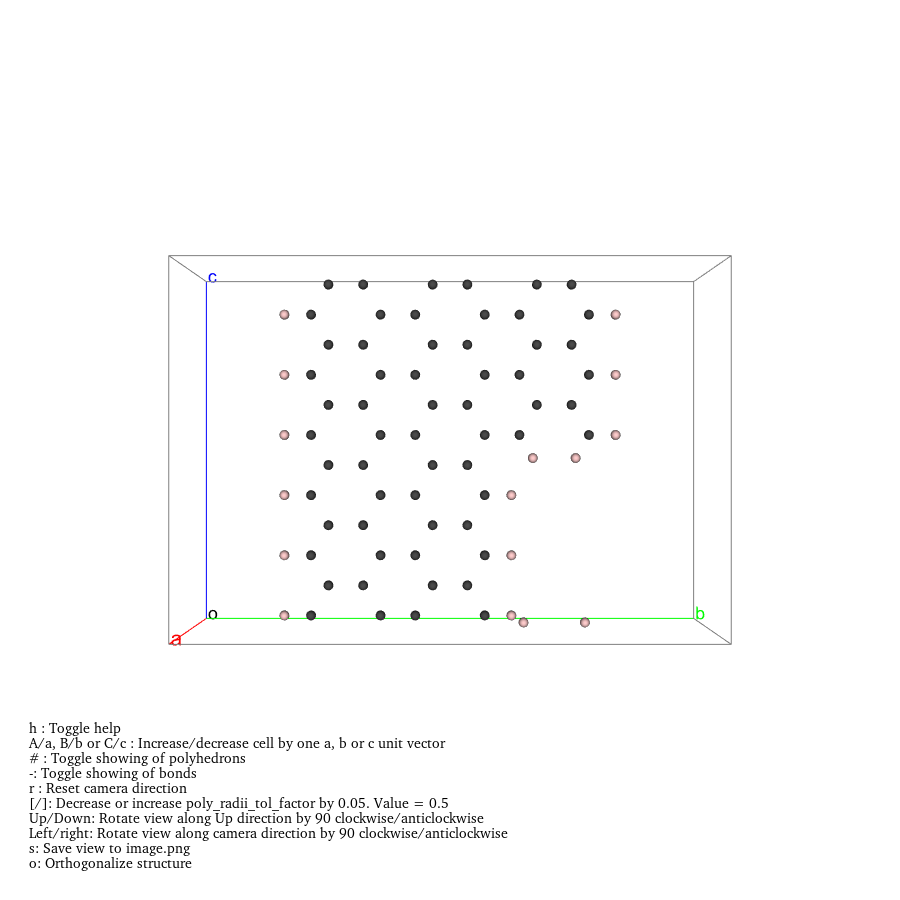 c
o
b
a
h : Toggle help
A/a, B/b or C/c : Increase/decrease cell by one a, b or c unit vector
# : Toggle showing of polyhedrons
-: Toggle showing of bonds
r : Reset camera direction
[/]: Decrease or increase poly_radii_tol_factor by 0.05. Value = 0.5
Up/Down: Rotate view along Up direction by 90 clockwise/anticlockwise
Left/right: Rotate view along camera direction by 90 clockwise/anticlockwise
s: Save view to image.png
o: Orthogonalize structure